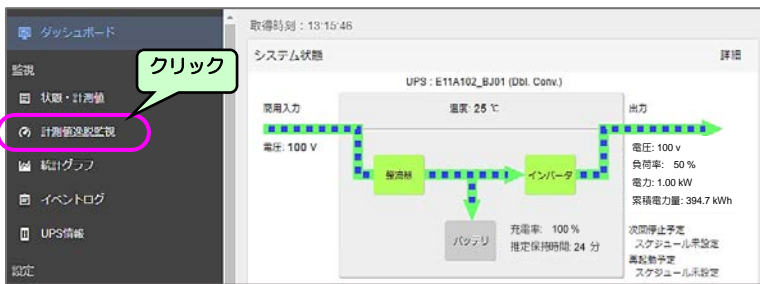 ダッシュボード
監視
状態・計測値
計測値逸脱監視
統計グラフ
イベントログ
UPS情報
設定
クリック
取得時刻:13:15:46
システム状態
詳細
UPS : E11A102_BJ01 (Dbl. Conv.)
商用入力
温度: 25 ℃
出力
電圧: 100 V
整流器
インバータ
バッテリ
充電率: 100 %
推定保持時間: 24 分
電圧: 100 v
負荷率: 50 %
電力: 1.00 kW
累積電力量: 394.7 kWh
次回停止予定
スケジュール未設定
再起動予定
スケジュール未設定